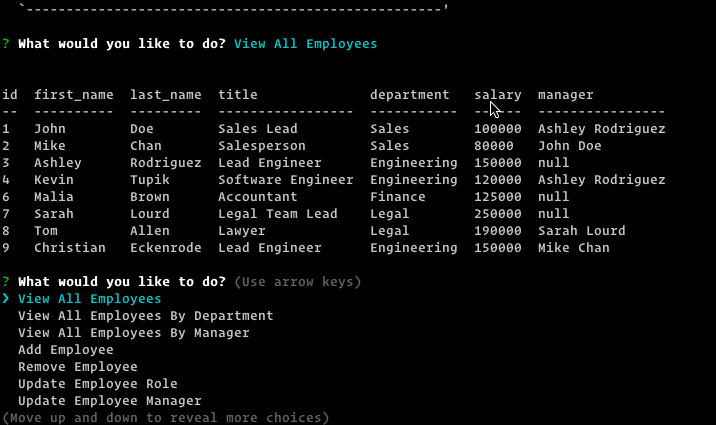 `--------------------------------------------------'
? What would you like to do? View All Employees
id  first_name  last_name  title              department   salary  manager
--  ----------  ---------  -----------------  -----------  ------  ----------------
1   John        Doe        Sales Lead         Sales        100000  Ashley Rodriguez
2   Mike        Chan       Salesperson        Sales        80000   John Doe
3   Ashley      Rodriguez  Lead Engineer      Engineering  150000  null
4   Kevin       Tupik      Software Engineer  Engineering  120000  Ashley Rodriguez
6   Malia       Brown      Accountant         Finance      125000  null
7   Sarah       Lourd      Legal Team Lead    Legal        250000  null
8   Tom         Allen      Lawyer             Legal        190000  Sarah Lourd
9   Christian   Eckenrode  Lead Engineer      Engineering  150000  Mike Chan
? What would you like to do? (Use arrow keys)
❯ View All Employees
  View All Employees By Department
  View All Employees By Manager
  Add Employee
  Remove Employee
  Update Employee Role
  Update Employee Manager
(Move up and down to reveal more choices)